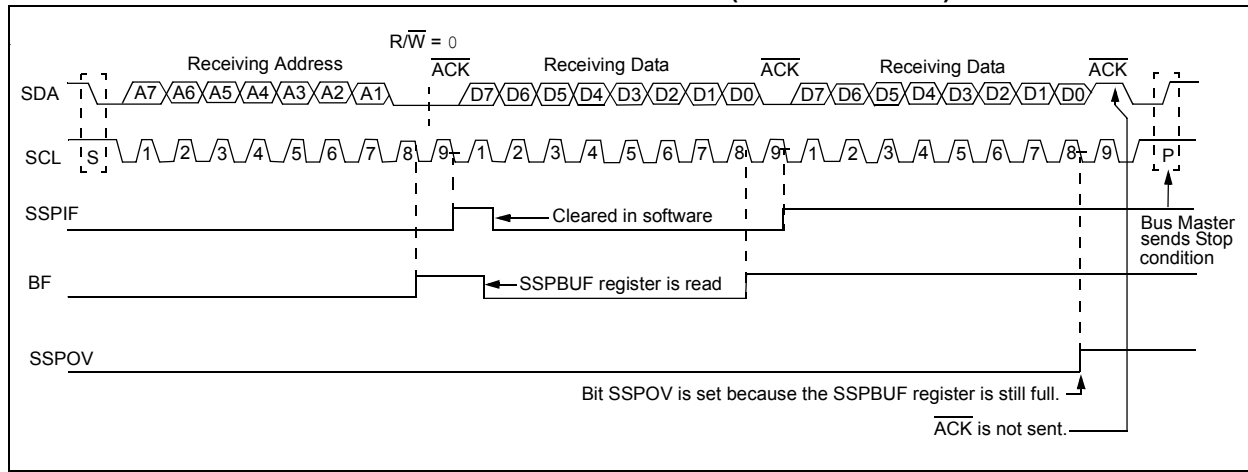 R/W = 0
Receiving Address ACK Receiving Data ACK Receiving Data ACK
SDA A7 A6 A5 A4 A3 A2 A1 D7 D6 D5 D4 D3 D2 D1 D0 D7 D6 D5 D4 D3 D2 D1 D0
SCL S 1 2 3 4 5 6 7 8 9 1 2 3 4 5 6 7 8 9 1 2 3 4 5 6 7 8 9 P
SSPIF
Cleared in software
Bus Master
sends Stop
condition
BF
SSPBUF register is read
SSPOV
Bit SSPOV is set because the SSPBUF register is still full.
ACK is not sent.